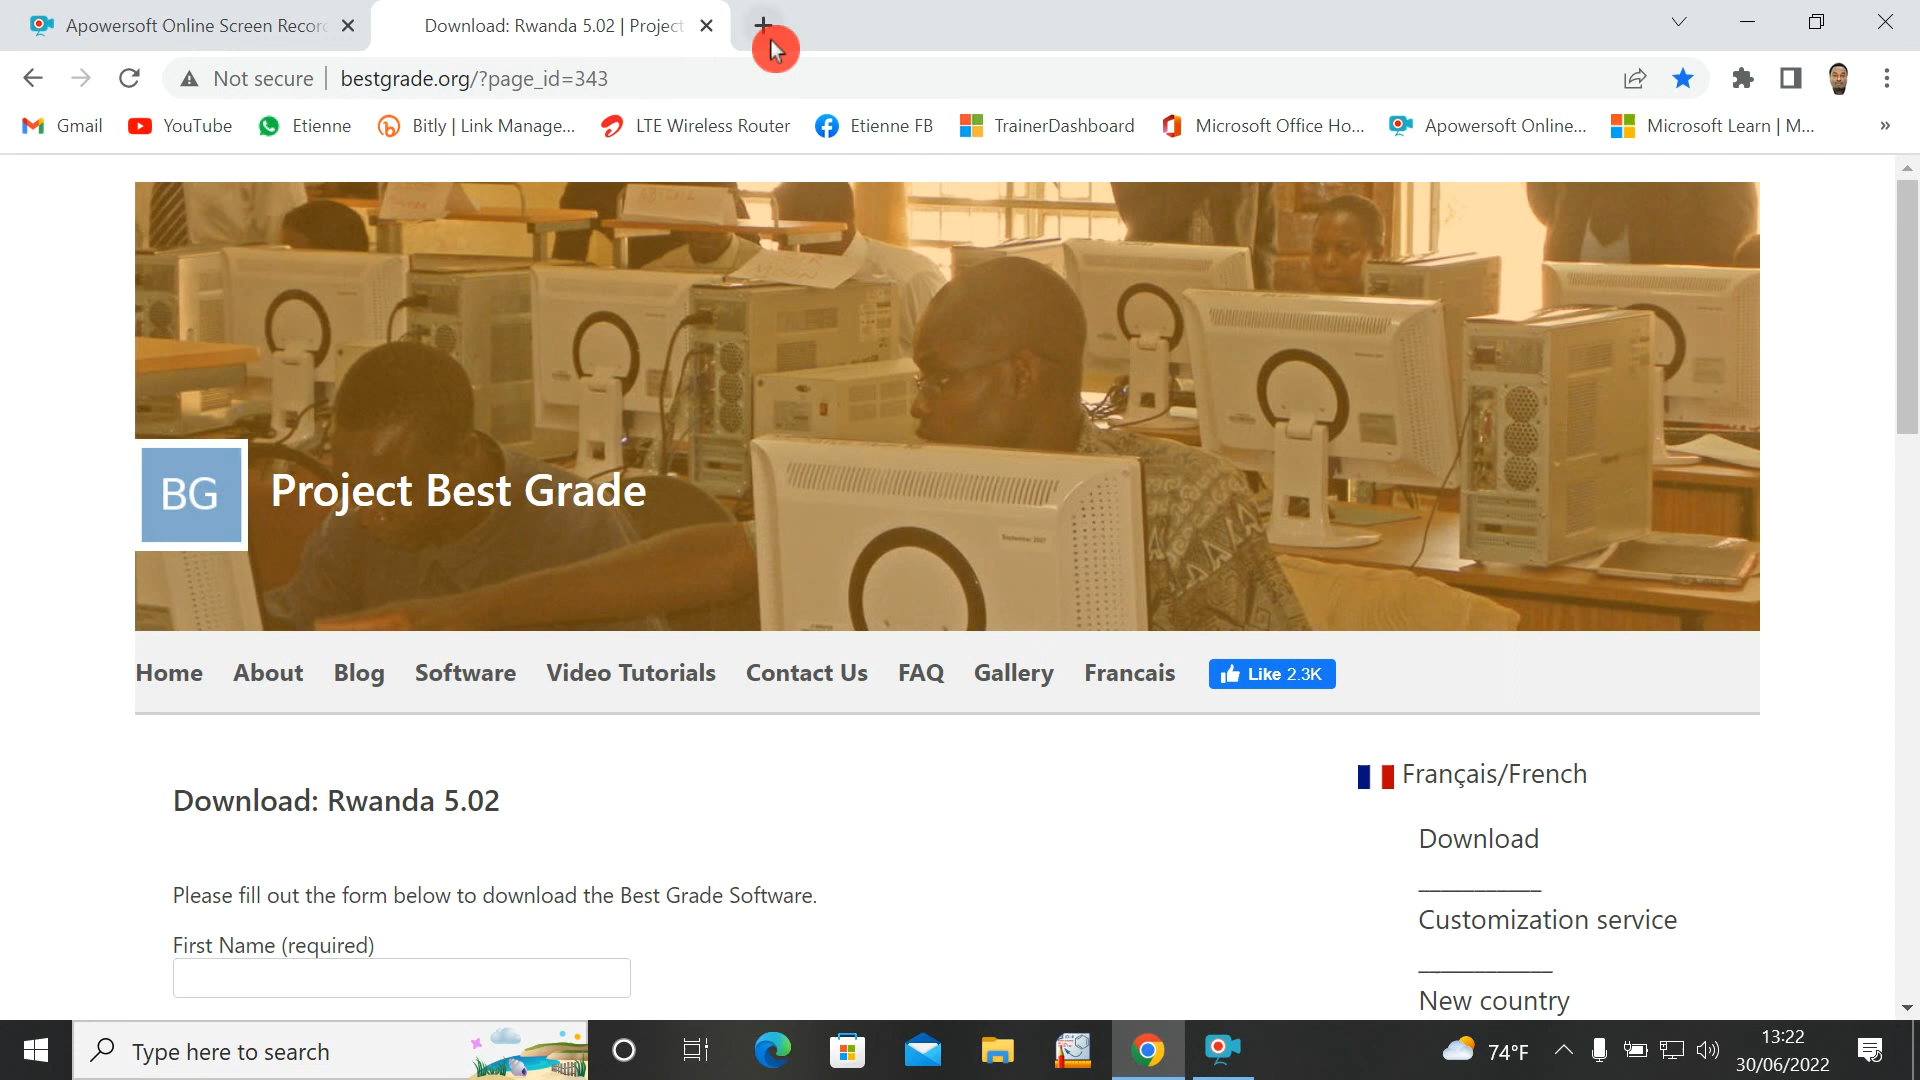 Apowersoft Online Screen Recor
Download: Rwanda 5.02 | Project
Not secure
bestgrade.org/?page_id=343
Gmail
YouTube
Etienne
Bitly | Link Manage...
LTE Wireless Router
Etienne FB
TrainerDashboard
Microsoft Office Ho...
Apowersoft Online...
Microsoft Learn | M...
»
BG
Project Best Grade
Home
About
Blog
Software
Video Tutorials
Contact Us
FAQ
Gallery
Francais
Like 2.3K
Download: Rwanda 5.02
Please fill out the form below to download the Best Grade Software.
First Name (required)
Français/French
Download
Customization service
New country
Type here to search
74°F
13:22
30/06/2022